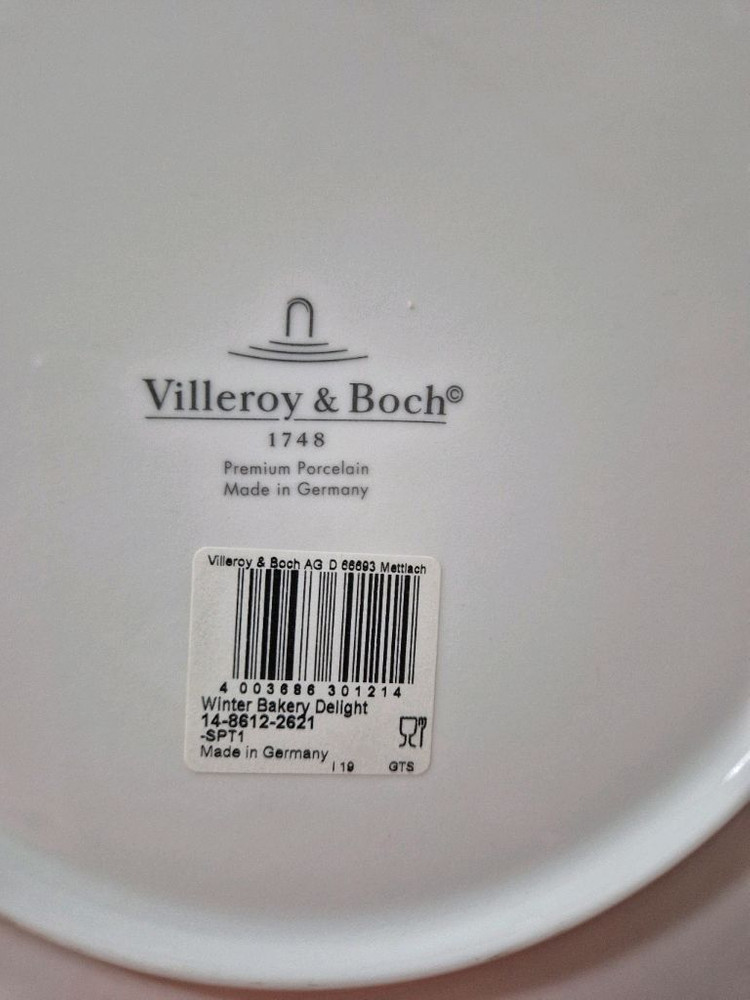 Villeroy & Boch©
1748
Premium Porcelain
Made in Germany
Villeroy & Boch AG D 66693 Mettlach
4 003686 301214
Winter Bakery Delight
14-8612-2621
-SPT1
Made in Germany
I 19 GTS